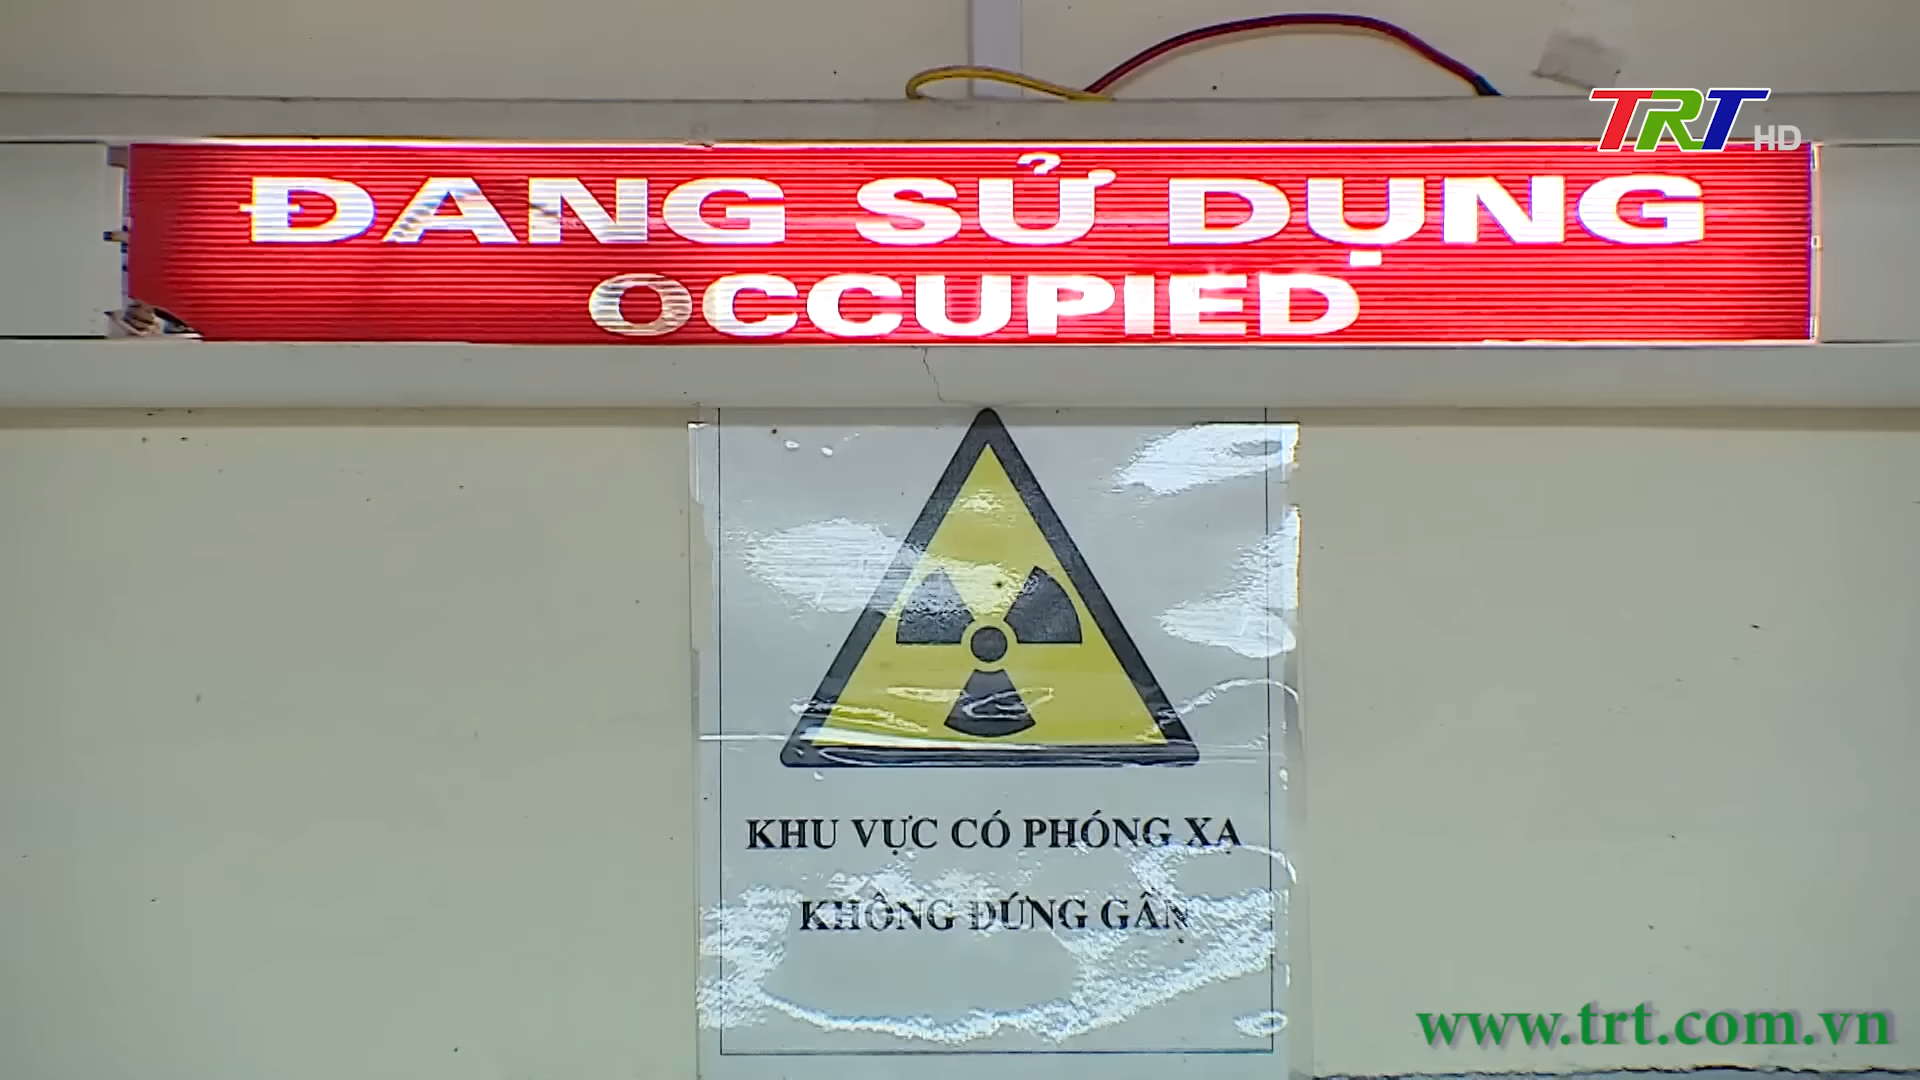 TRT HD
ĐANG SỬ DỤNG
OCCUPIED
KHU VỰC CÓ PHÓNG XẠ
KHÔNG ĐỨNG GẦN
www.trt.com.vn